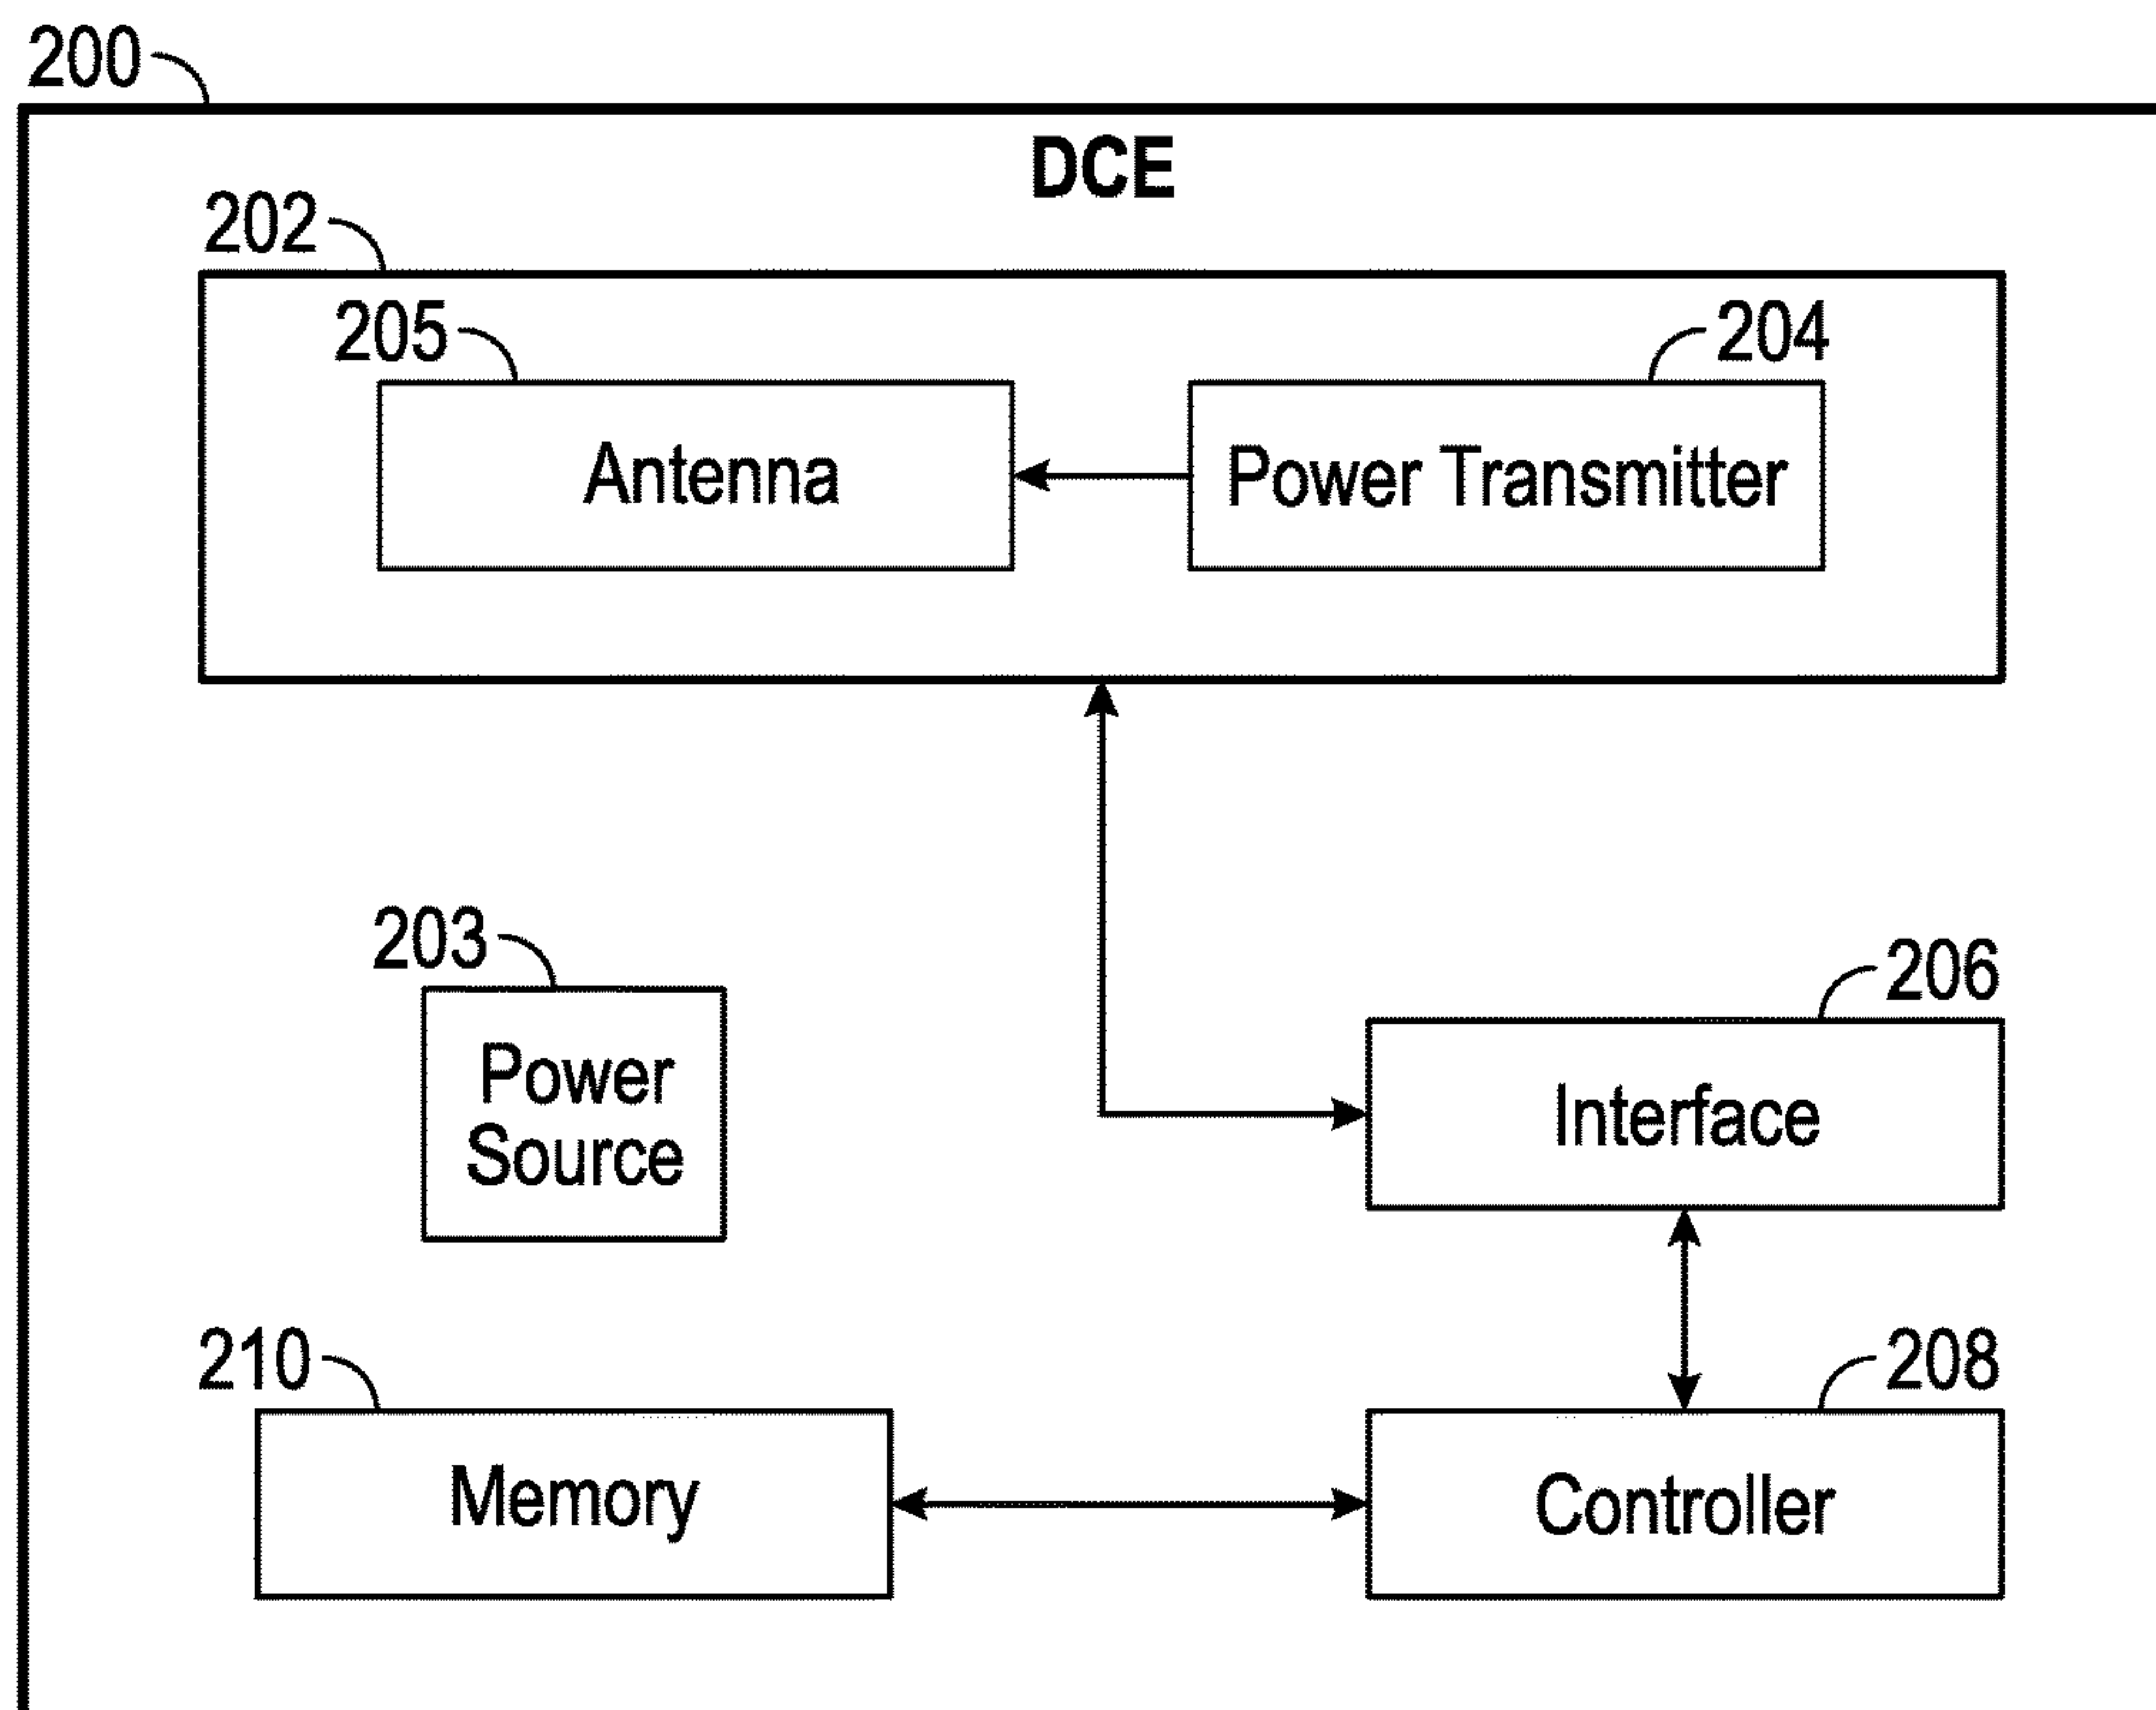 200
DCE
202
205
204
Antenna
Power Transmitter
203
206
Power
Source
Interface
210
208
Memory
Controller